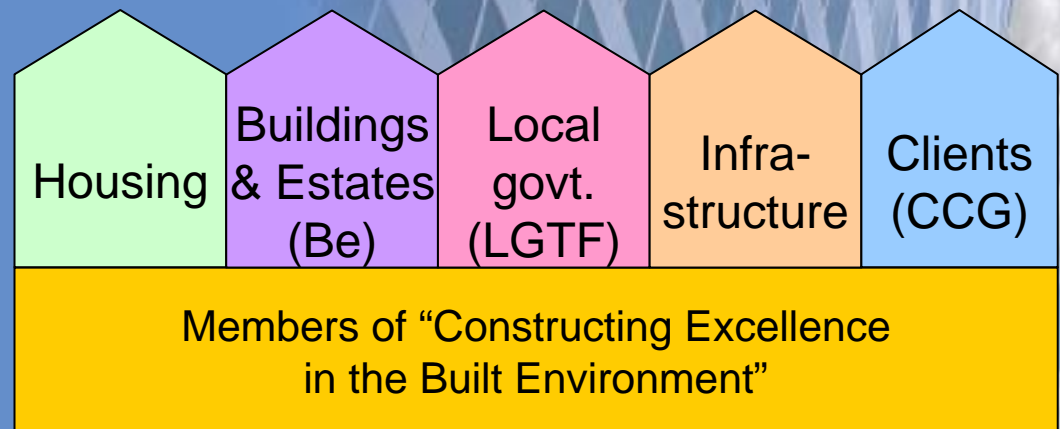 Housing
Buildings
& Estates
(Be)
Local
govt.
(LGTF)
Infra-
structure
Clients
(CCG)
Members of “Constructing Excellence
in the Built Environment”